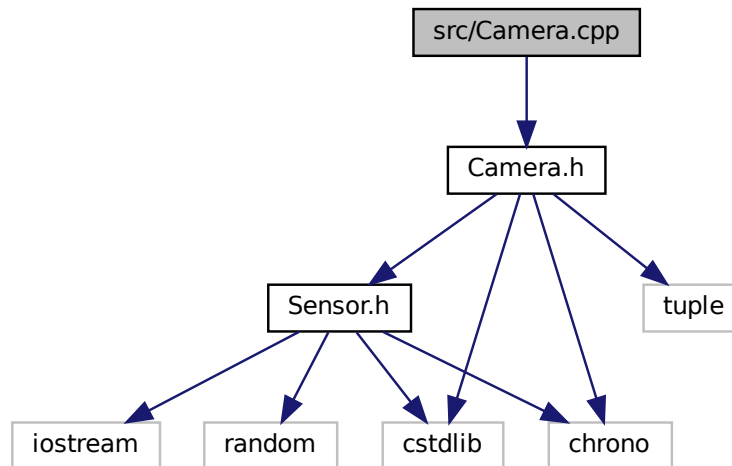 src/Camera.cpp
Camera.h
Sensor.h
tuple
iostream
random
cstdlib
chrono